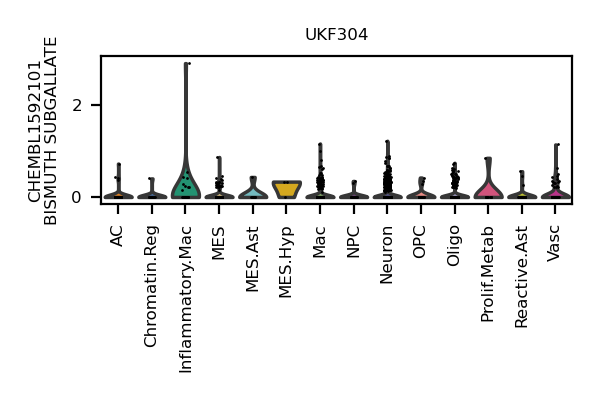 UKF304
CHEMBL1592101
BISMUTH SUBGALLATE
2
0
AC
Chromatin.Reg
Inflammatory.Mac
MES
MES.Ast
MES.Hyp
Mac
NPC
Neuron
OPC
Oligo
Prolif.Metab
Reactive.Ast
Vasc